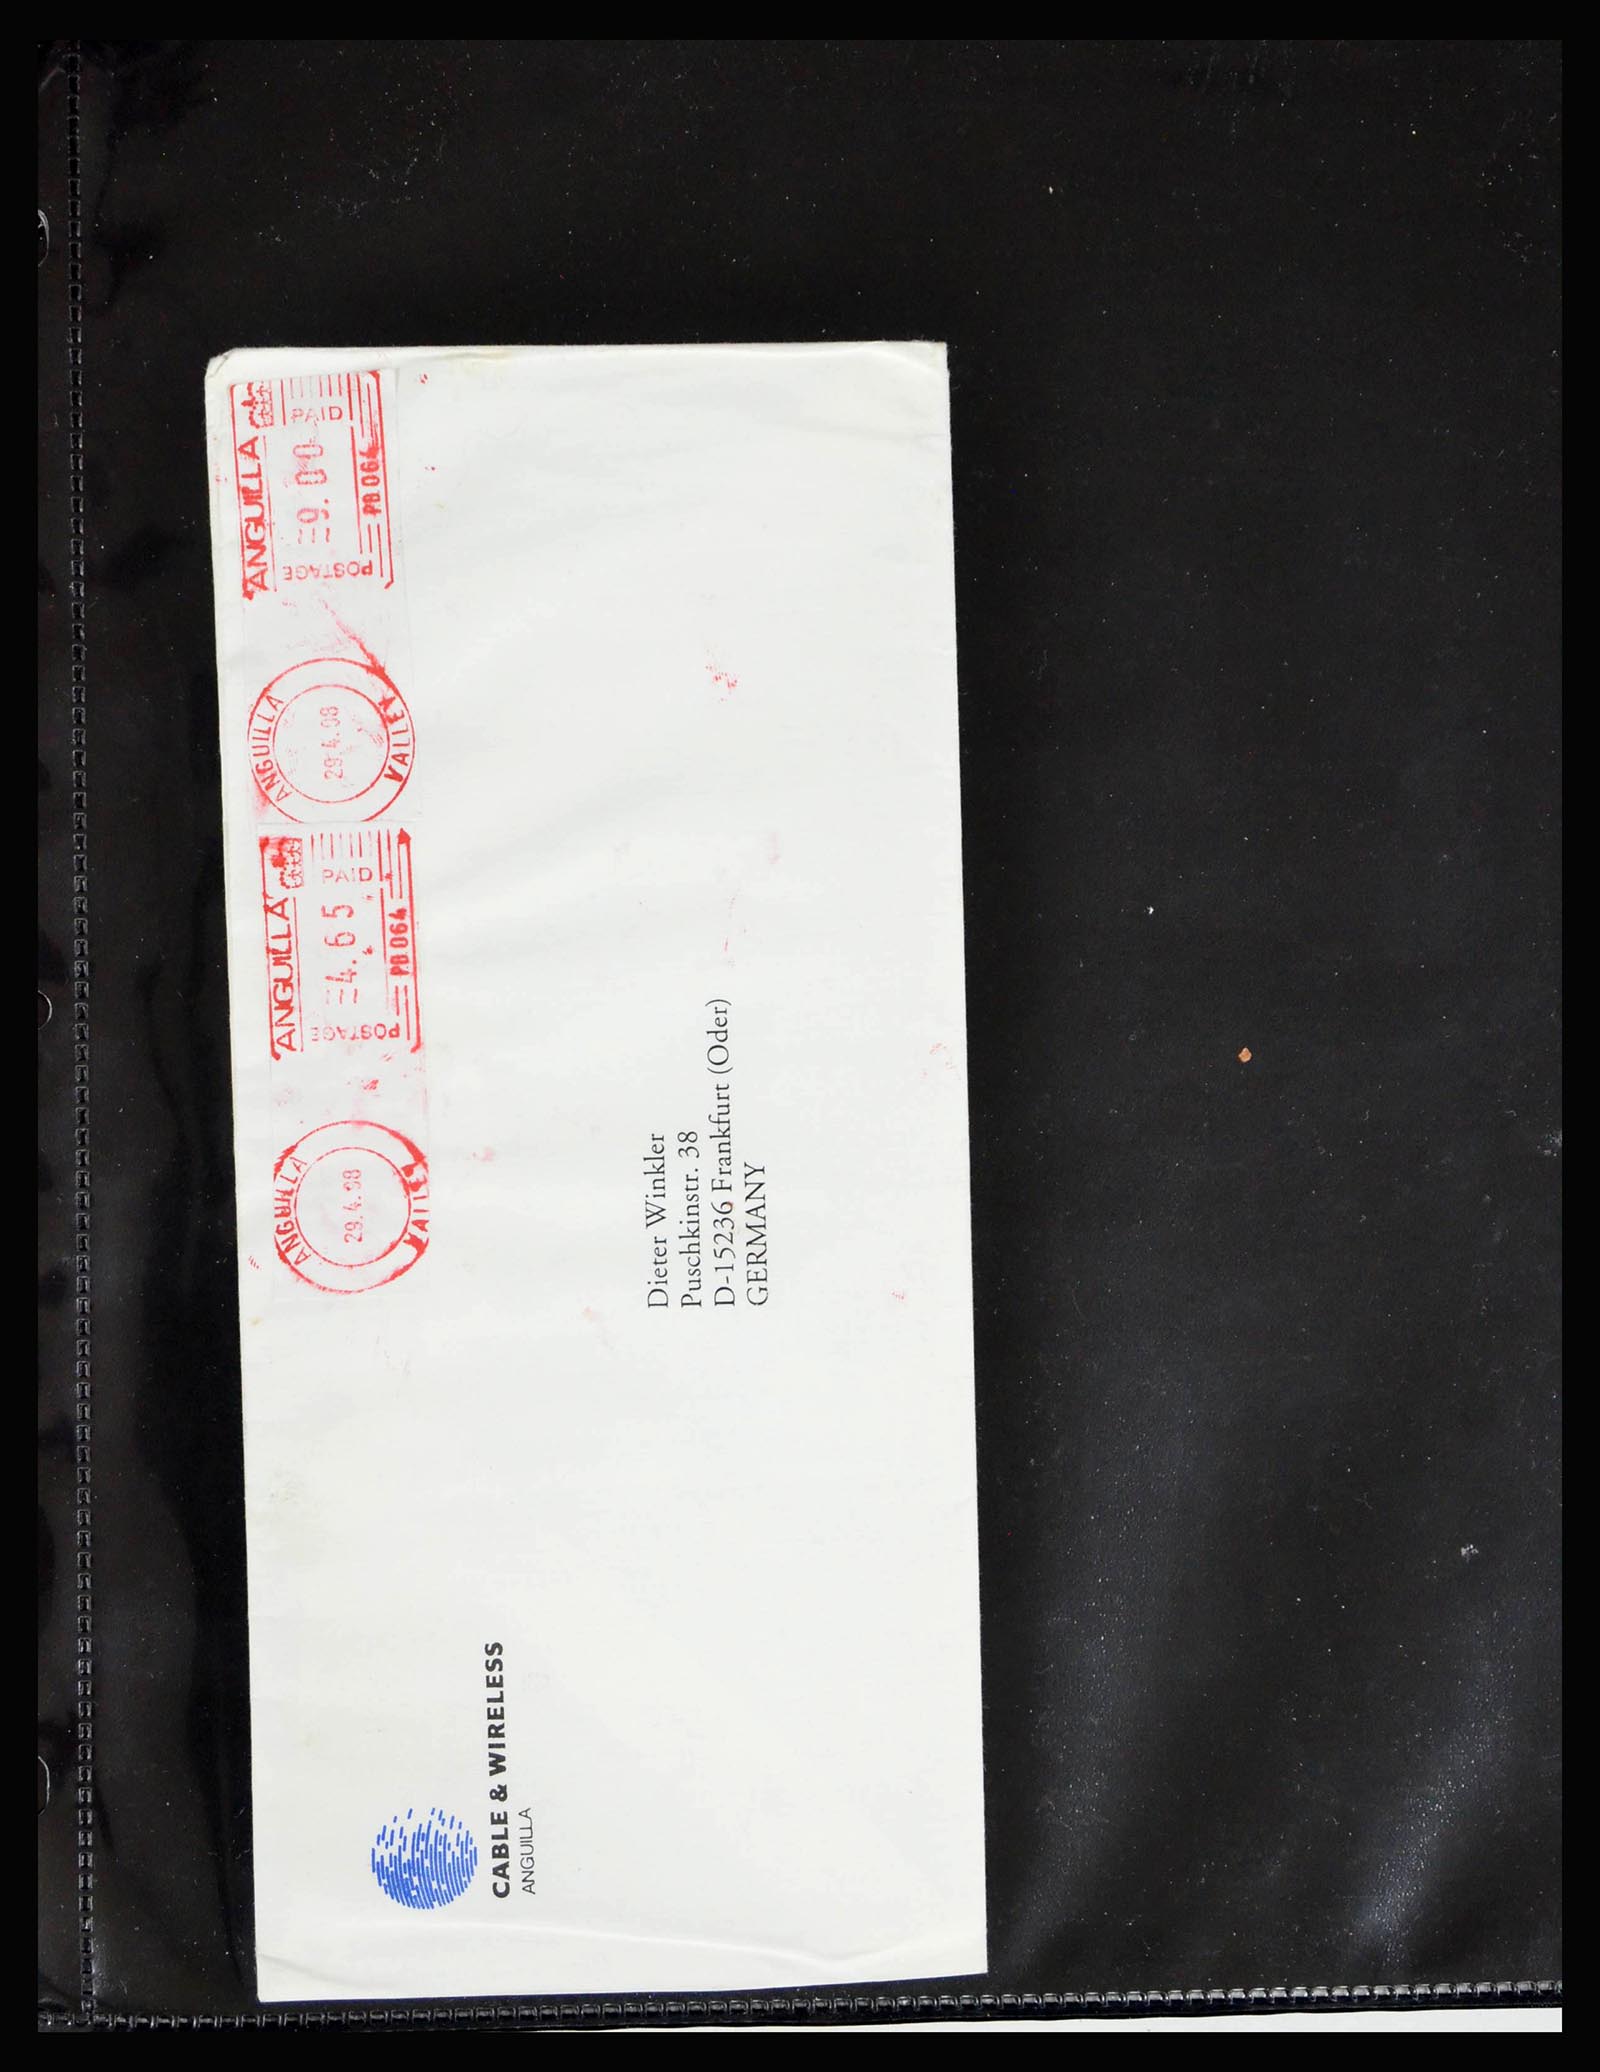 ANGUILLA
29.4.98
VALLEY
ANGUILLA
PAID
4.65
POSTAGE
PB.064
ANGUILLA
29.4.98
VALLEY
ANGUILLA
PAID
9.00
POSTAGE
PB.064
CABLE & WIRELESS
ANGUILLA
Dieter Winkler
Puschkinstr. 38
D-15236 Frankfurt (Oder)
GERMANY